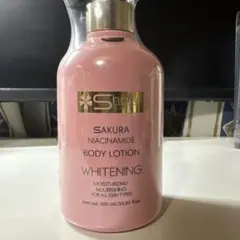 SAKURA
NIACINAMIDE
BODY LOTION
WHITENING
MOISTURIZING
NOURISHING
FOR ALL SKIN TYPES